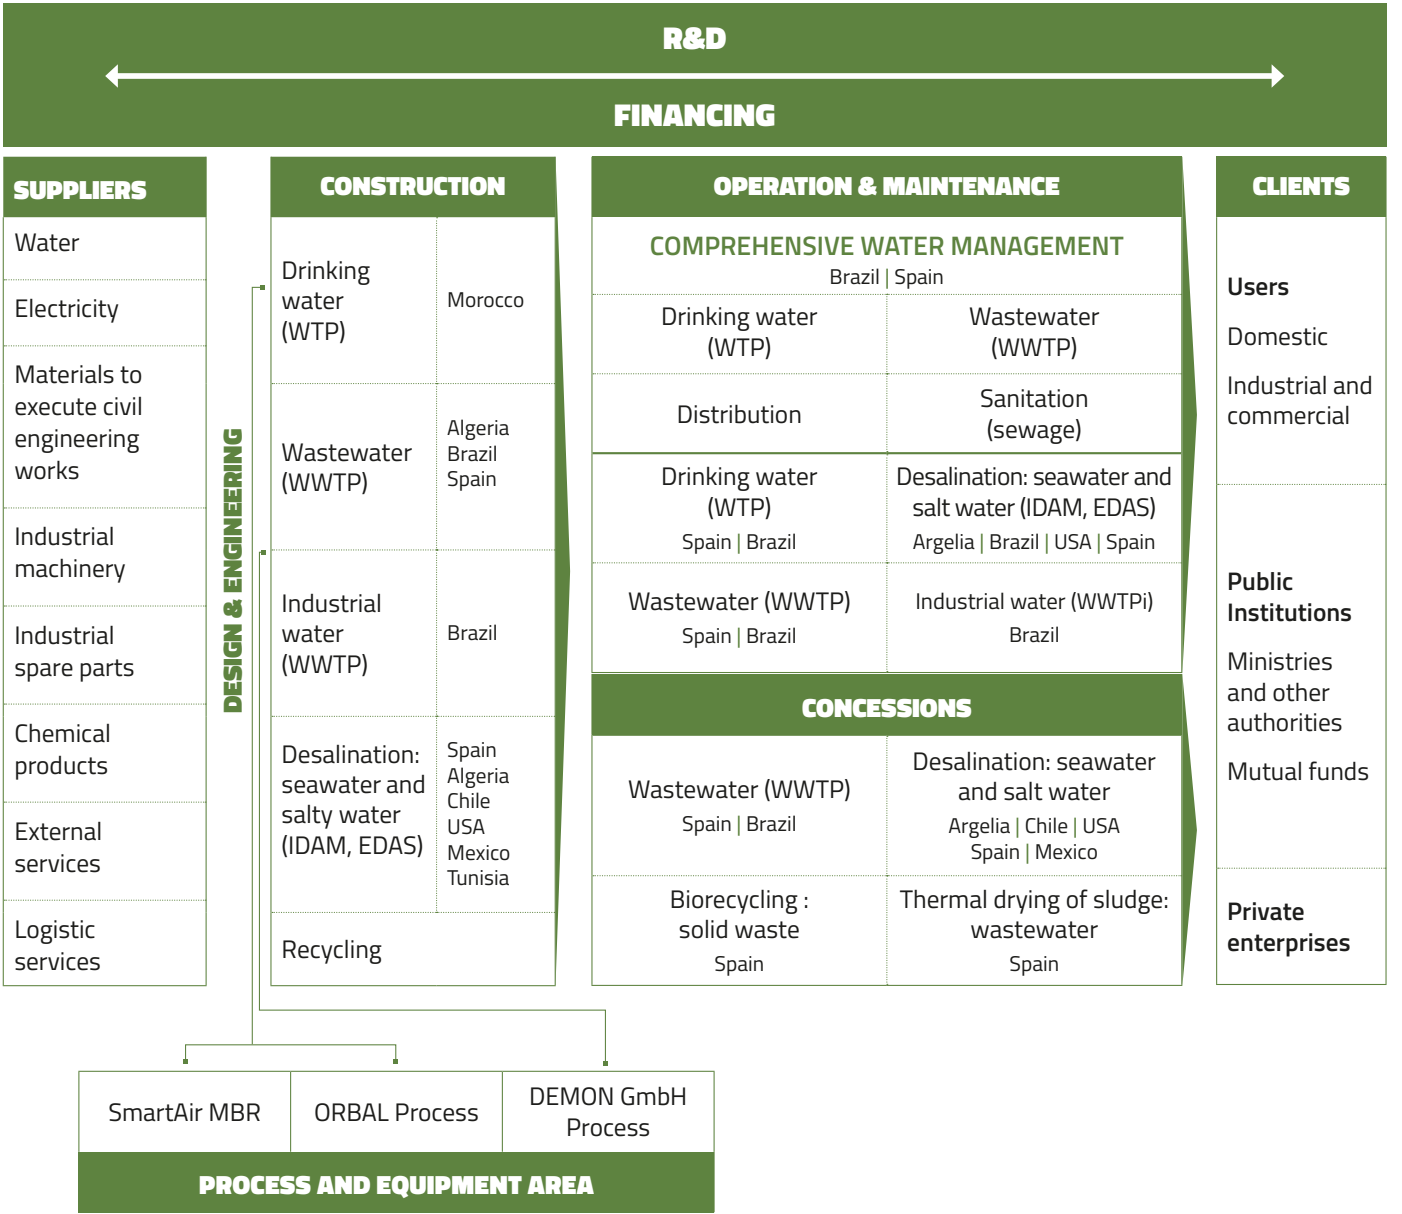 R&D
FINANCING
SUPPLIERS
Water
Electricity
Materials to
execute civil
engineering
works
Industrial
machinery
Industrial
spare parts
Chemical
products
External
services
Logistic
services
DESIGN & ENGINEERING
CONSTRUCTION
Drinking
water
(WTP)
Morocco
Wastewater
(WWTP)
Algeria
Brazil
Spain
Industrial
water
(WWTP)
Brazil
Desalination:
seawater and
salty water
(IDAM, EDAS)
Spain
Algeria
Chile
USA
Mexico
Tunisia
Recycling
OPERATION & MAINTENANCE
COMPREHENSIVE WATER MANAGEMENT
Brazil | Spain
Drinking water
(WTP)
Wastewater
(WWTP)
Distribution
Sanitation
(sewage)
Drinking water
(WTP)
Spain | Brazil
Desalination: seawater and
salt water (IDAM, EDAS)
Argelia | Brazil | USA | Spain
Wastewater (WWTP)
Spain | Brazil
Industrial water (WWTPi)
Brazil
CONCESSIONS
Wastewater (WWTP)
Spain | Brazil
Desalination: seawater
and salt water
Argelia | Chile | USA
Spain | Mexico
Biorecycling :
solid waste
Spain
Thermal drying of sludge:
wastewater
Spain
CLIENTS
Users
Domestic
Industrial and
commercial
Public
Institutions
Ministries
and other
authorities
Mutual funds
Private
enterprises
SmartAir MBR
ORBAL Process
DEMON GmbH
Process
PROCESS AND EQUIPMENT AREA